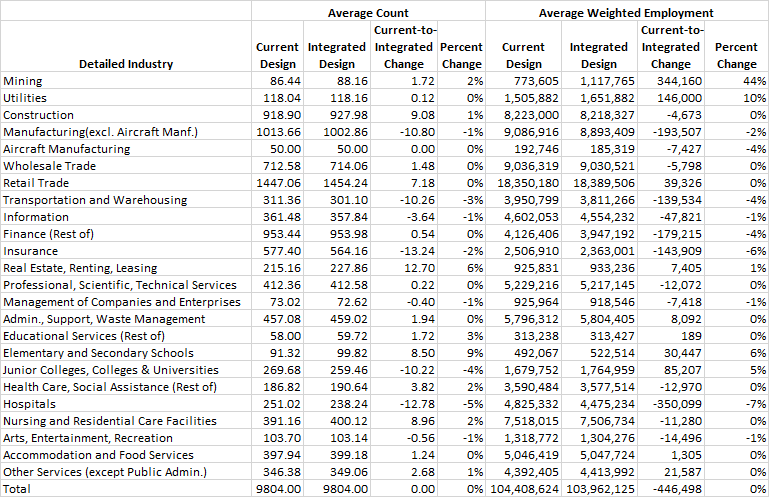 Average Count Average Weighted Employment
Current-to- Current-to-
Current Integrated Integrated Percent Current Integrated Integrated Percent
Detailed Industry Design Design Change Change Design Design Change Change
Mining 86.44 88.16 1.72 2% 773,605 1,117,765 344,160 44%
Utilities 118.04 118.16 0.12 0% 1,505,882 1,651,882 146,000 10%
Construction 918.90 927.98 9.08 1% 8,223,000 8,218,327 -4,673 0%
Manufacturing(excl. Aircraft Manf.) 1013.66 1002.86 -10.80 -1% 9,086,916 8,893,409 -193,507 -2%
Aircraft Manufacturing 50.00 50.00 0.00 0% 192,746 185,319 -7,427 -4%
Wholesale Trade 712.58 714.06 1.48 0% 9,036,319 9,030,521 -5,798 0%
Retail Trade 1447.06 1454.24 7.18 0% 18,350,180 18,389,506 39,326 0%
Transportation and Warehousing 311.36 301.10 -10.26 -3% 3,950,799 3,811,266 -139,534 -4%
Information 361.48 357.84 -3.64 -1% 4,602,053 4,554,232 -47,821 -1%
Finance (Rest of) 953.44 953.98 0.54 0% 4,126,406 3,947,192 -179,215 -4%
Insurance 577.40 564.16 -13.24 -2% 2,506,910 2,363,001 -143,909 -6%
Real Estate, Renting, Leasing 215.16 227.86 12.70 6% 925,831 933,236 7,405 1%
Professional, Scientific, Technical Services 412.36 412.58 0.22 0% 5,229,216 5,217,145 -12,072 0%
Management of Companies and Enterprises 73.02 72.62 -0.40 -1% 925,964 918,546 -7,418 -1%
Admin., Support, Waste Management 457.08 459.02 1.94 0% 5,796,312 5,804,405 8,092 0%
Educational Services (Rest of) 58.00 59.72 1.72 3% 313,238 313,427 189 0%
Elementary and Secondary Schools 91.32 99.82 8.50 9% 492,067 522,514 30,447 6%
Junior Colleges, Colleges & Universities 269.68 259.46 -10.22 -4% 1,679,752 1,764,959 85,207 5%
Health Care, Social Assistance (Rest of) 186.82 190.64 3.82 2% 3,590,484 3,577,514 -12,970 0%
Hospitals 251.02 238.24 -12.78 -5% 4,825,332 4,475,234 -350,099 -7%
Nursing and Residential Care Facilities 391.16 400.12 8.96 2% 7,518,015 7,506,734 -11,280 0%
Arts, Entertainment, Recreation 103.70 103.14 -0.56 -1% 1,318,772 1,304,276 -14,496 -1%
Accommodation and Food Services 397.94 399.18 1.24 0% 5,046,419 5,047,724 1,305 0%
Other Services (except Public Admin.) 346.38 349.06 2.68 1% 4,392,405 4,413,992 21,587 0%
Total 9804.00 9804.00 0.00 0% 104,408,624 103,962,125 -446,498 0%